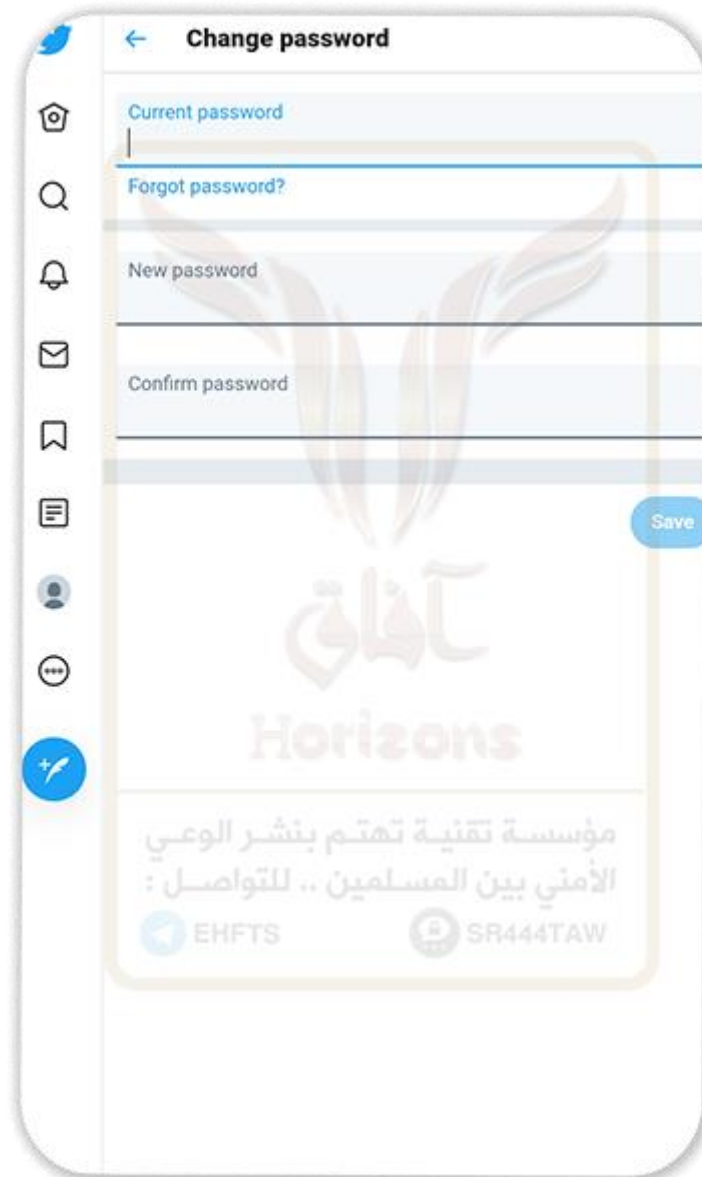 Change password
Current password
Forgot password?
New password
Confirm password
Save
آفاق
Horizons
مؤسسة تقنية تهتم بنشر الوعي
الأمني بين المسلمين .. للتواصل :
EHFTS
SR444TAW